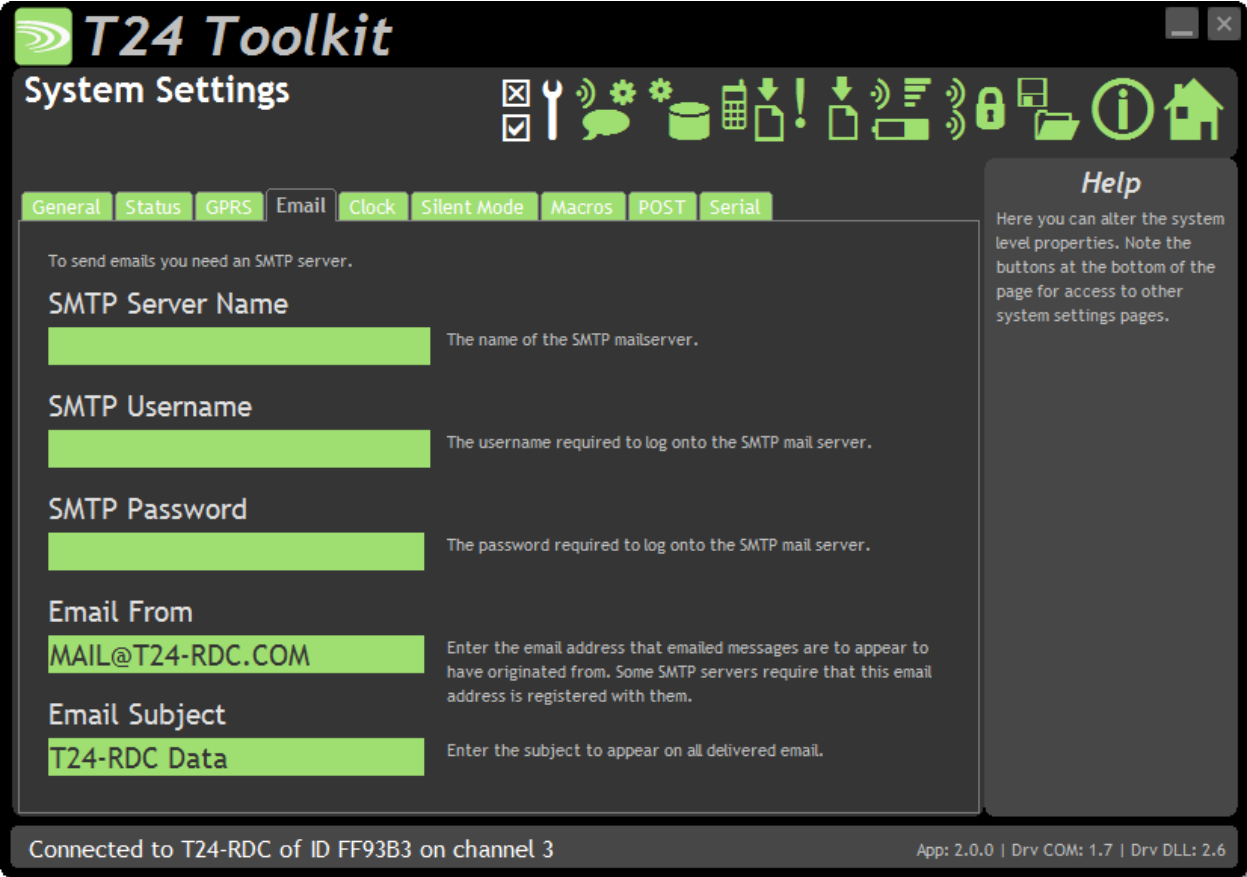 T24 Toolkit
System Settings
General Status GPRS Email Clock Silent Mode Macros POST Serial
To send emails you need an SMTP server.
SMTP Server Name
The name of the SMTP mailserver.
SMTP Username
The username required to log onto the SMTP mail server.
SMTP Password
The password required to log onto the SMTP mail server.
Email From
MAIL@T24-RDC.COM
Enter the email address that emailed messages are to appear to
have originated from. Some SMTP servers require that this email
address is registered with them.
Email Subject
T24-RDC Data
Enter the subject to appear on all delivered email.
Help
Here you can alter the system
level properties. Note the
buttons at the bottom of the
page for access to other
system settings pages.
Connected to T24-RDC of ID FF93B3 on channel 3
App: 2.0.0 | Drv COM: 1.7 | Drv DLL: 2.6